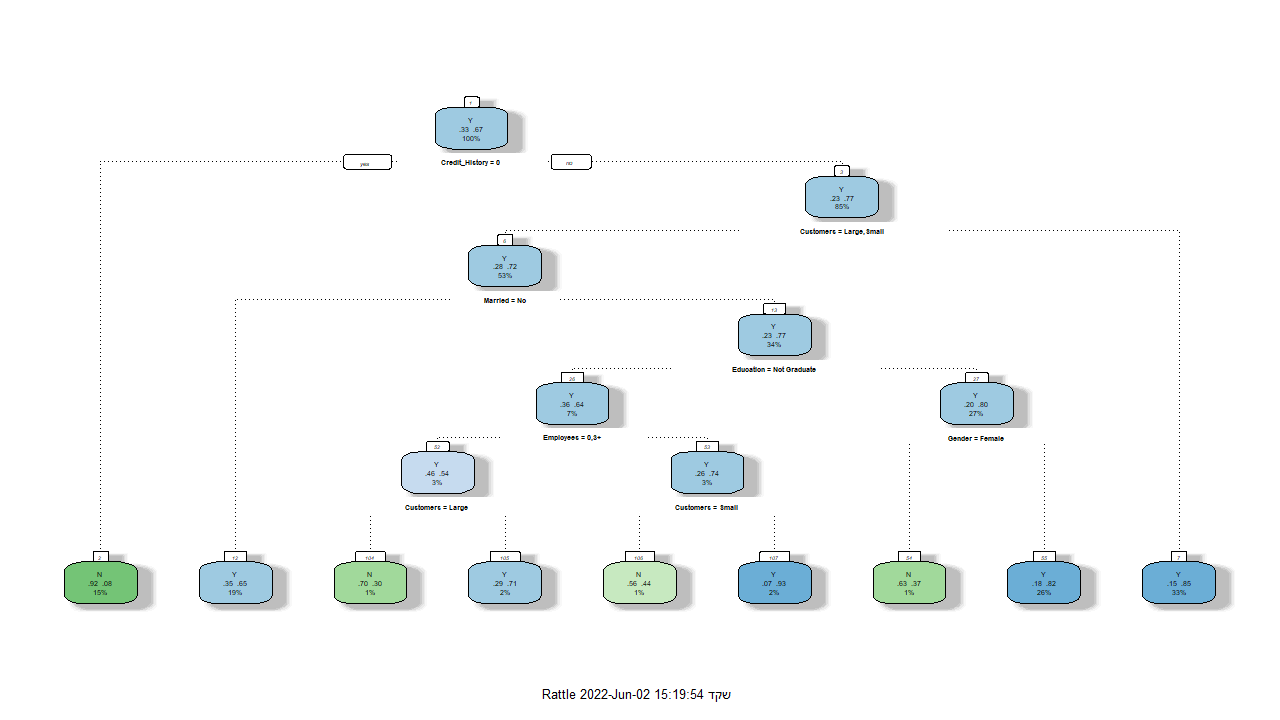 1
Y
.33 .67
100%
yes
Credit_History = 0
no
3
Y
.23 .77
85%
Customers = Large,Small
6
Y
.28 .72
53%
Married = No
13
Y
.23 .77
34%
Education = Not Graduate
26
Y
.36 .64
7%
Employees = 0,3+
27
Y
.20 .80
27%
Gender = Female
52
Y
.46 .54
3%
Customers = Large
53
Y
.26 .74
3%
Customers = Small
2
N
.92 .08
15%
12
Y
.35 .65
19%
104
N
.70 .30
1%
105
Y
.29 .71
2%
106
N
.56 .44
1%
107
Y
.07 .93
2%
54
N
.63 .37
1%
55
Y
.18 .82
26%
7
Y
.15 .85
33%
Rattle 2022-Jun-02 15:19:54 שקד